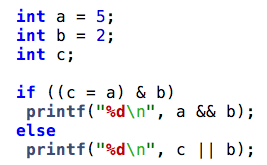 int a = 5;
int b = 2;
int c;
if ((c = a) & b)
printf("%d\n", a && b);
else
printf("%d\n", c || b);